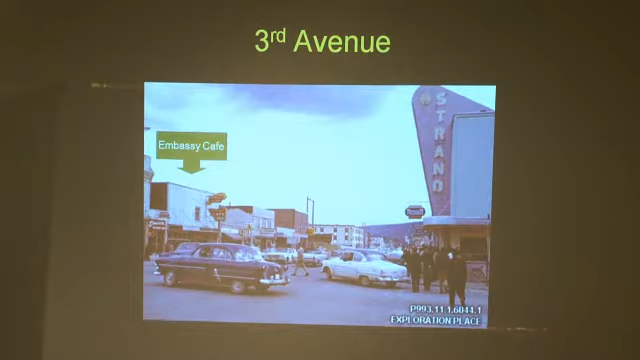 3rd Avenue
Embassy Cafe
STRAND
P993.11.1.6044.1
EXPLORATION PLACE